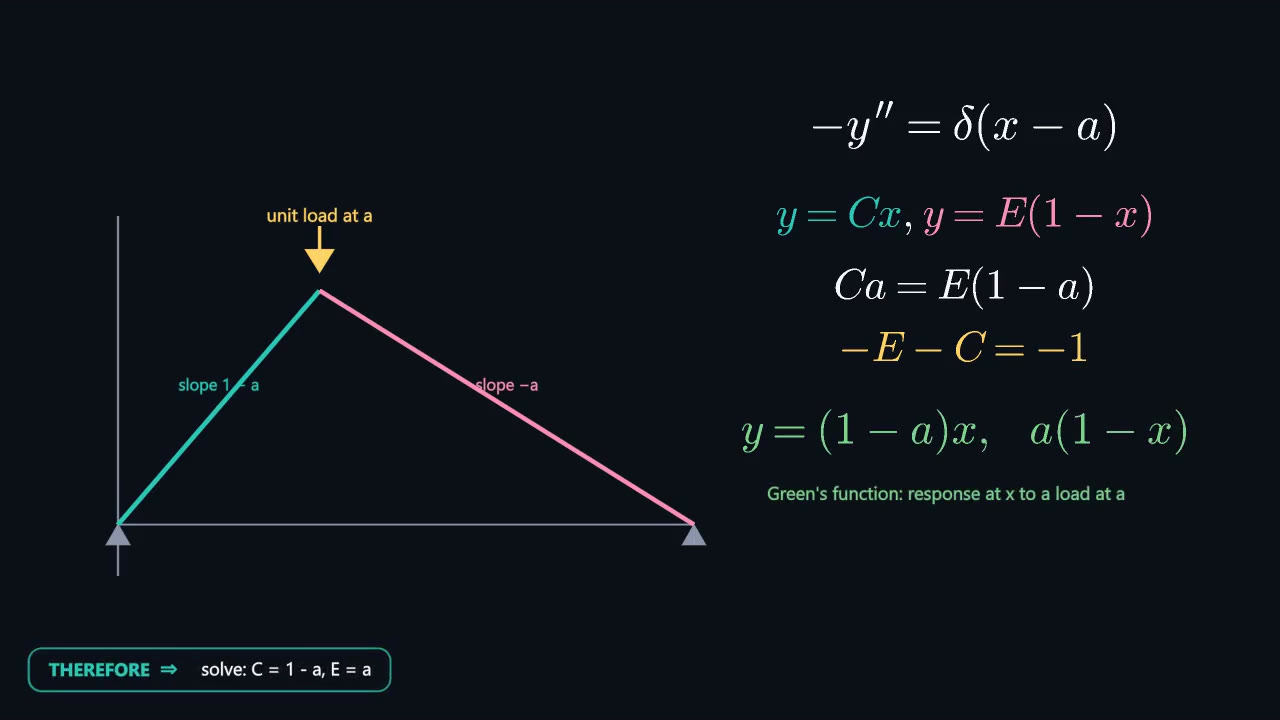 −y″ = δ(x − a)
unit load at a
y = Cx, y = E(1 − x)
Ca = E(1 − a)
−E − C = −1
slope 1 − a
slope −a
y = (1 − a)x, a(1 − x)
Green's function: response at x to a load at a
THEREFORE ⇒ solve: C = 1 - a, E = a